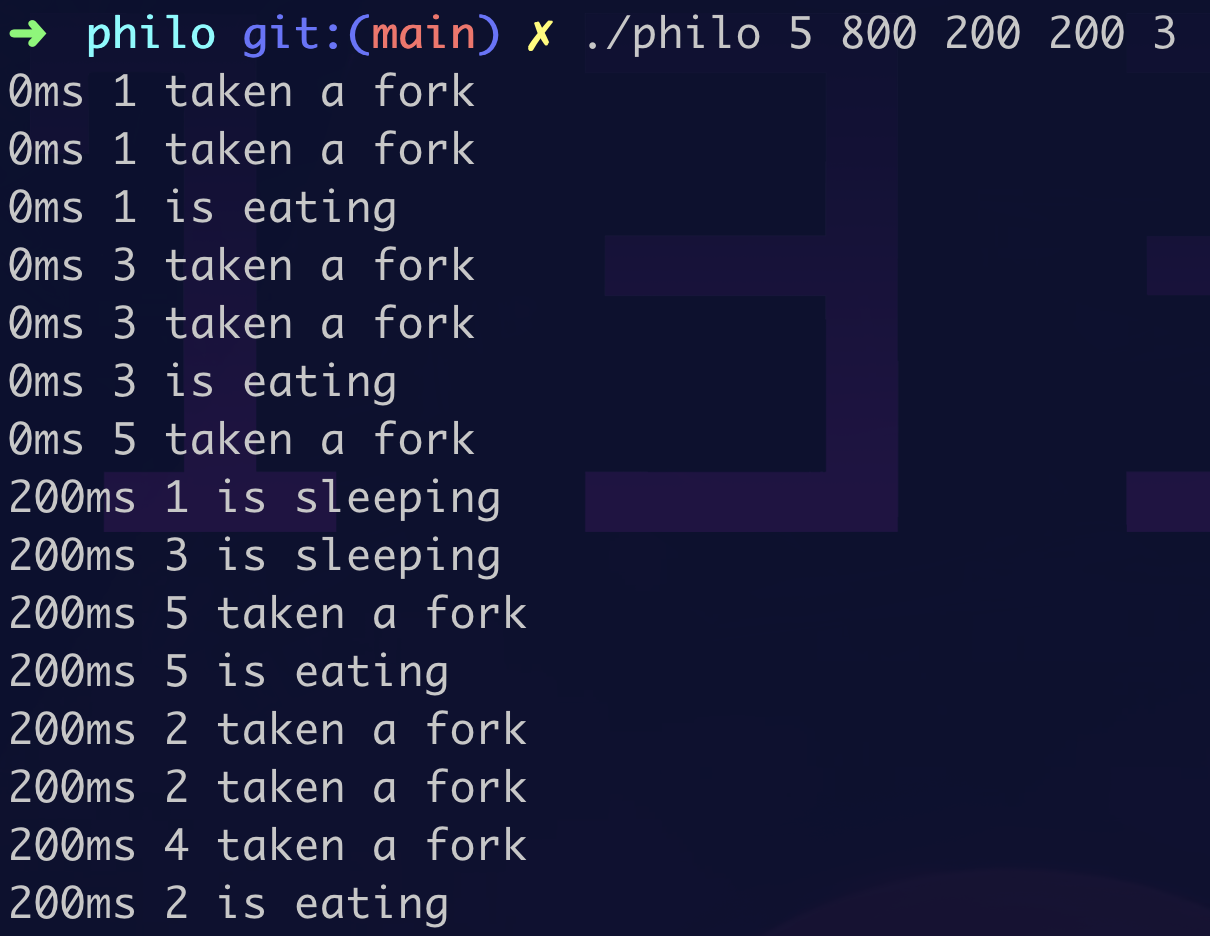 ➜ philo git:(main) ✗ ./philo 5 800 200 200 3
0ms 1 taken a fork
0ms 1 taken a fork
0ms 1 is eating
0ms 3 taken a fork
0ms 3 taken a fork
0ms 3 is eating
0ms 5 taken a fork
200ms 1 is sleeping
200ms 3 is sleeping
200ms 5 taken a fork
200ms 5 is eating
200ms 2 taken a fork
200ms 2 taken a fork
200ms 4 taken a fork
200ms 2 is eating